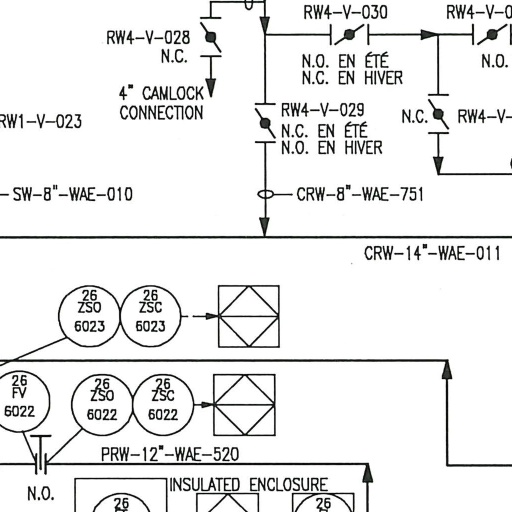 RW4-V-030
RW4-V-0
RW4-V-028
N.C.
N.O. EN ÉTÉ
N.C. EN HIVER
N.O.
4" CAMLOCK
CONNECTION
RW4-V-029
N.C. EN ÉTÉ
N.O. EN HIVER
N.C.
RW4-V-
RW1-V-023
SW-8"-WAE-010
CRW-8"-WAE-751
CRW-14"-WAE-011
26
ZSO
6023
26
ZSC
6023
26
FV
6022
26
ZSO
6022
26
ZSC
6022
PRW-12"-WAE-520
N.O.
INSULATED ENCLOSURE
26
26